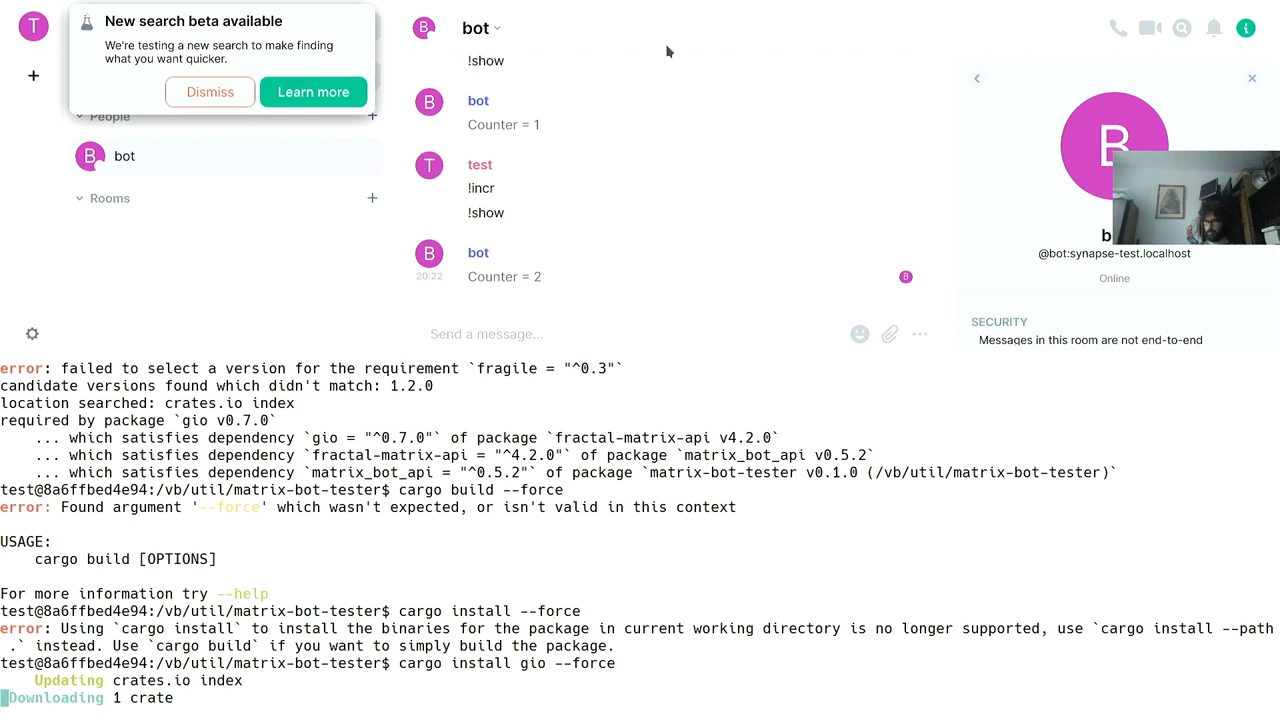 T
New search beta available
We're testing a new search to make finding
what you want quicker.
Dismiss
Learn more
+
People
+
B
bot
Rooms
+
B
bot
!show
B
bot
Counter = 1
T
test
!incr
!show
B
bot
20:22
Counter = 2
B
Send a message...
B
b
@bot:synapse-test.localhost
Online
SECURITY
Messages in this room are not end-to-end
error: failed to select a version for the requirement `fragile = "^0.3"`
candidate versions found which didn't match: 1.2.0
location searched: crates.io index
required by package `gio v0.7.0`
    ... which satisfies dependency `gio = "^0.7.0"` of package `fractal-matrix-api v4.2.0`
    ... which satisfies dependency `fractal-matrix-api = "^4.2.0"` of package `matrix_bot_api v0.5.2`
    ... which satisfies dependency `matrix_bot_api = "^0.5.2"` of package `matrix-bot-tester v0.1.0 (/vb/util/matrix-bot-tester)`
test@8a6ffbed4e94:/vb/util/matrix-bot-tester$ cargo build --force
error: Found argument '--force' which wasn't expected, or isn't valid in this context
USAGE:
    cargo build [OPTIONS]
For more information try --help
test@8a6ffbed4e94:/vb/util/matrix-bot-tester$ cargo install --force
error: Using `cargo install` to install the binaries for the package in current working directory is no longer supported, use `cargo install --path
 .` instead. Use `cargo build` if you want to simply build the package.
test@8a6ffbed4e94:/vb/util/matrix-bot-tester$ cargo install gio --force
    Updating crates.io index
Downloading 1 crate